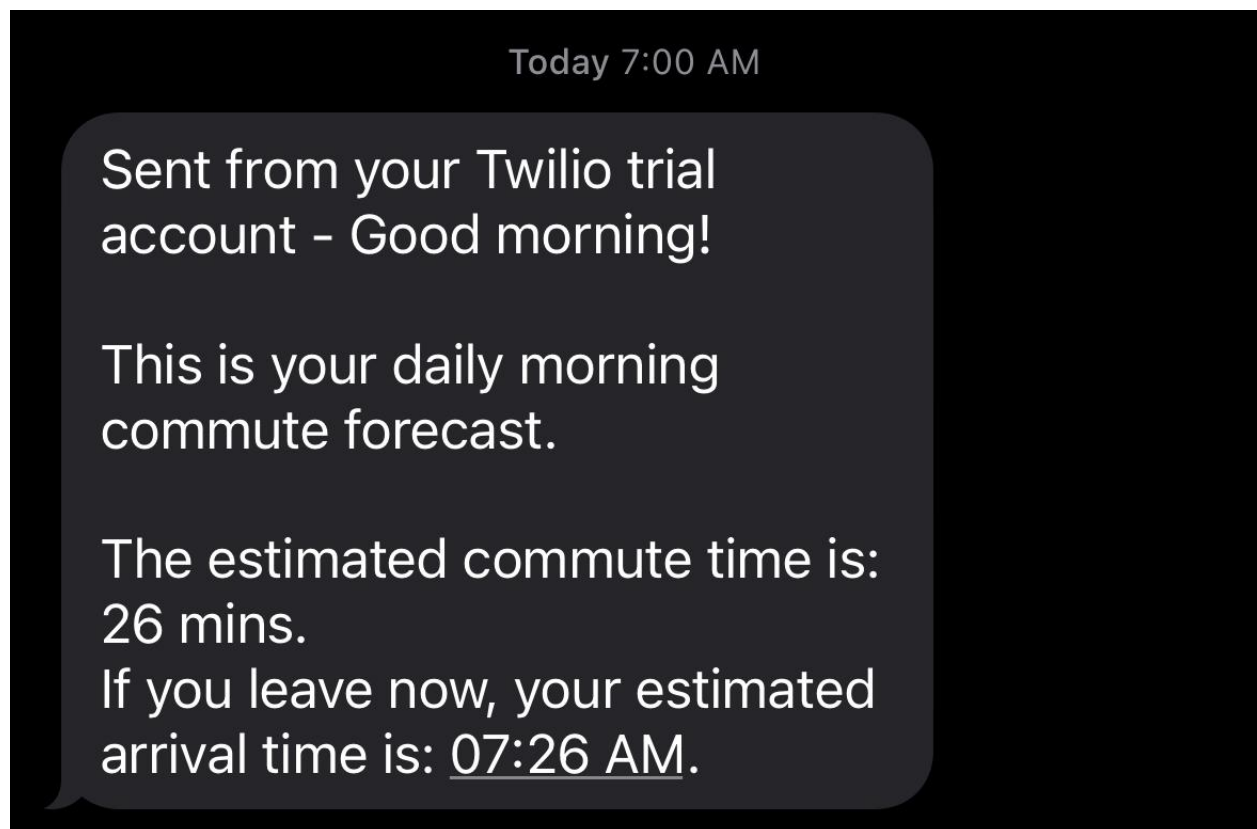 Today 7:00 AM
Sent from your Twilio trial
account - Good morning!
This is your daily morning
commute forecast.
The estimated commute time is:
26 mins.
If you leave now, your estimated
arrival time is: 07:26 AM.